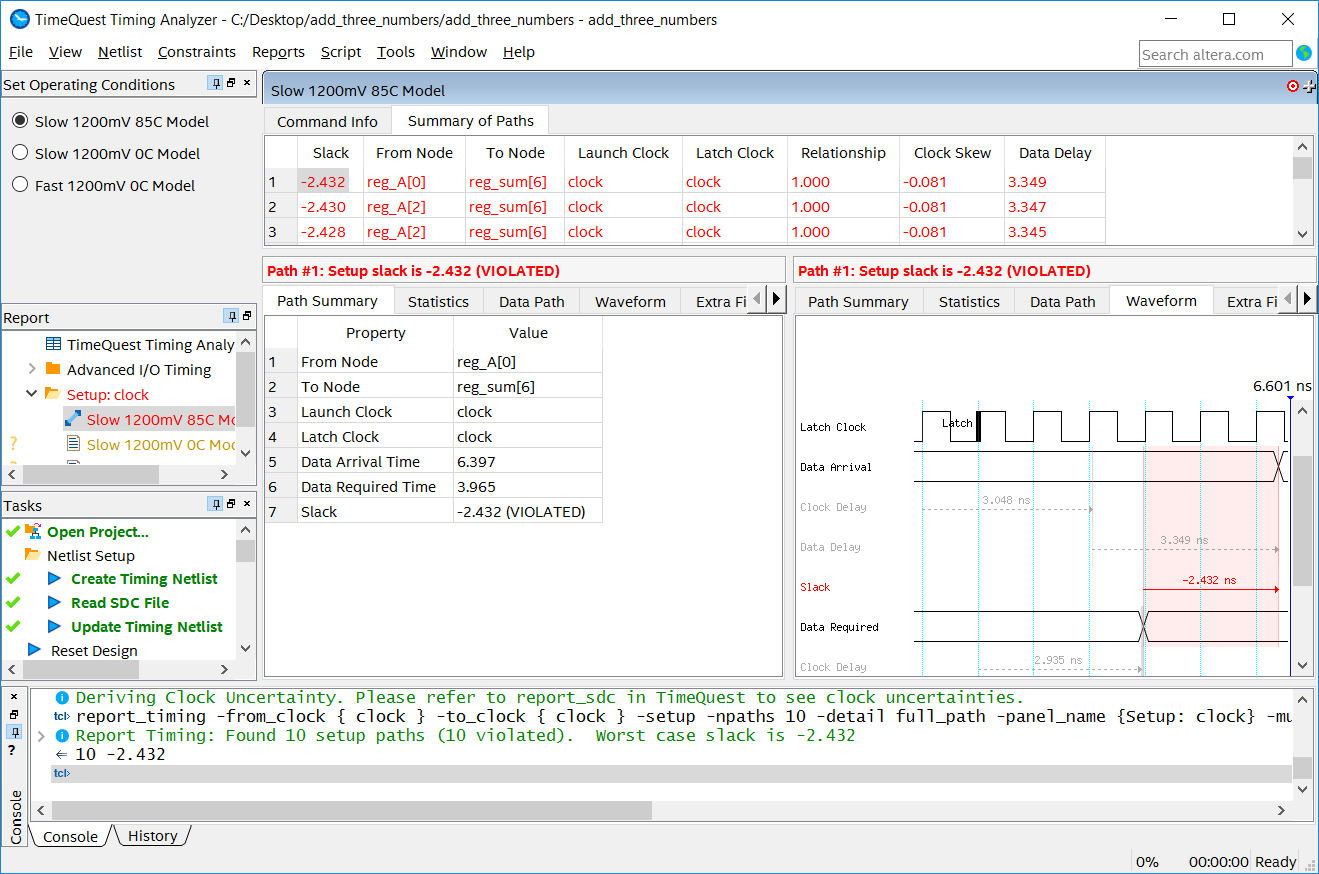 TimeQuest Timing Analyzer - C:/Desktop/add_three_numbers/add_three_numbers - add_three_numbers
File View Netlist Constraints Reports Script Tools Window Help
Search altera.com
Set Operating Conditions
Slow 1200mV 85C Model
Slow 1200mV 0C Model
Fast 1200mV 0C Model
Report
TimeQuest Timing Analy
Advanced I/O Timing
Setup: clock
Slow 1200mV 85C Mo
? Slow 1200mV 0C Moc
Tasks
Open Project...
Netlist Setup
Create Timing Netlist
Read SDC File
Update Timing Netlist
Reset Design
Slow 1200mV 85C Model
Command Info Summary of Paths
Slack From Node To Node Launch Clock Latch Clock Relationship Clock Skew Data Delay
1 -2.432 reg_A[0] reg_sum[6] clock clock 1.000 -0.081 3.349
2 -2.430 reg_A[2] reg_sum[6] clock clock 1.000 -0.081 3.347
3 -2.428 reg_A[2] reg_sum[6] clock clock 1.000 -0.081 3.345
Path #1: Setup slack is -2.432 (VIOLATED)
Path Summary Statistics Data Path Waveform Extra Fi
Property Value
1 From Node reg_A[0]
2 To Node reg_sum[6]
3 Launch Clock clock
4 Latch Clock clock
5 Data Arrival Time 6.397
6 Data Required Time 3.965
7 Slack -2.432 (VIOLATED)
Path #1: Setup slack is -2.432 (VIOLATED)
Path Summary Statistics Data Path Waveform Extra Fi
6.601 ns
Latch Clock Latch
Data Arrival
Clock Delay 3.048 ns
Data Delay 3.349 ns
Slack -2.432 ns
Data Required
Clock Delay 2.935 ns
Deriving Clock Uncertainty. Please refer to report_sdc in TimeQuest to see clock uncertainties.
tcl> report_timing -from_clock { clock } -to_clock { clock } -setup -npaths 10 -detail full_path -panel_name {Setup: clock} -mu
Report Timing: Found 10 setup paths (10 violated).  Worst case slack is -2.432
10 -2.432
tcl>
?
Console
Console History
0% 00:00:00 Ready